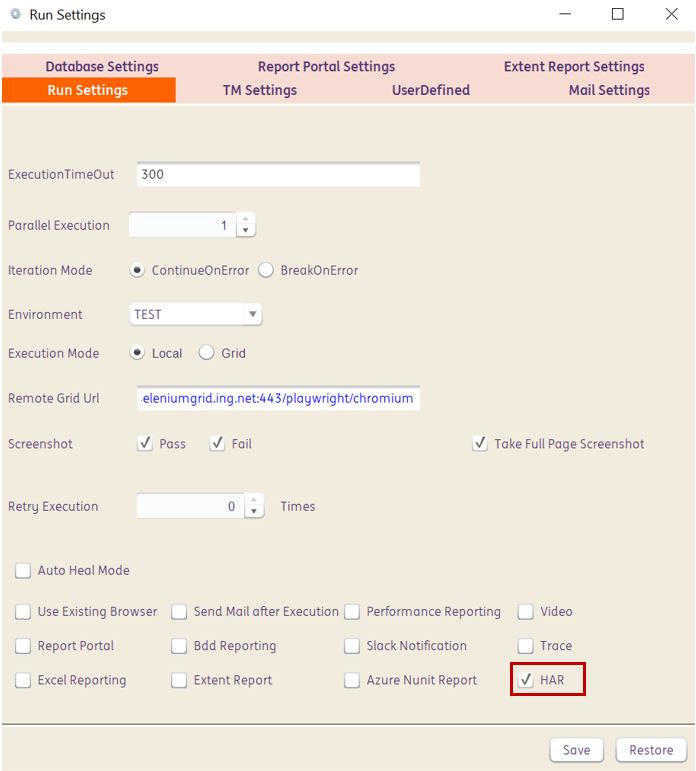 Run Settings
Database Settings Report Portal Settings Extent Report Settings
Run Settings TM Settings UserDefined Mail Settings
ExecutionTimeOut 300
Parallel Execution 1
Iteration Mode ContinueOnError BreakOnError
Environment TEST
Execution Mode Local Grid
Remote Grid Url eleniumgrid.ing.net:443/playwright/chromium
Screenshot Pass Fail Take Full Page Screenshot
Retry Execution 0 Times
Auto Heal Mode
Use Existing Browser Send Mail after Execution Performance Reporting Video
Report Portal Bdd Reporting Slack Notification Trace
Excel Reporting Extent Report Azure Nunit Report HAR
Save Restore